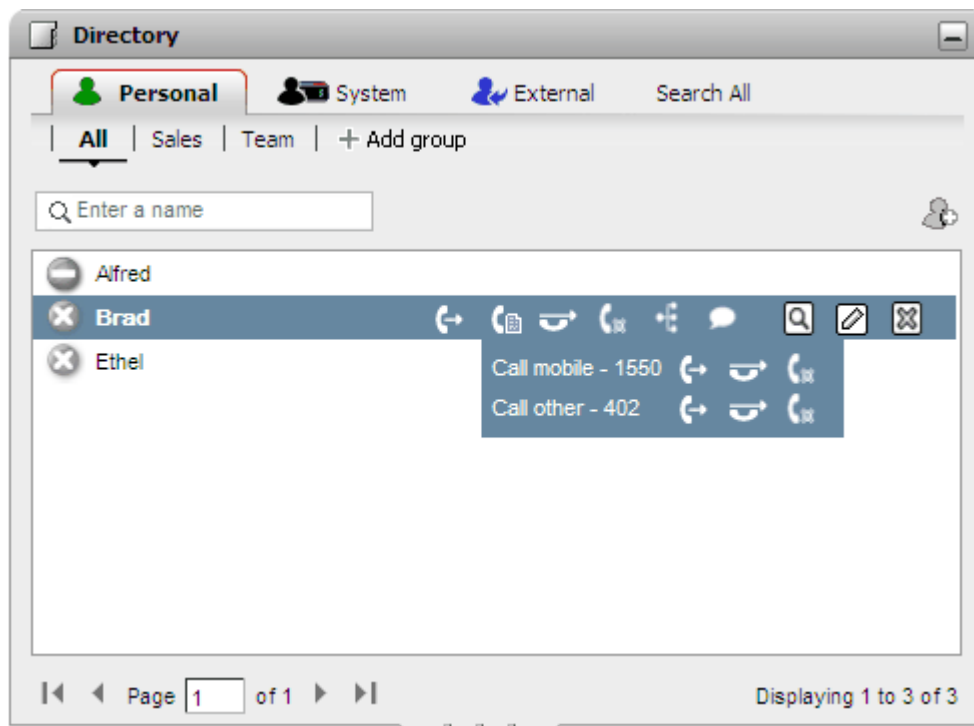 Directory
Personal System External Search All
All Sales Team Add group
Enter a name
Alfred
Brad
Ethel
Call mobile - 1550
Call other - 402
Page 1 of 1 Displaying 1 to 3 of 3